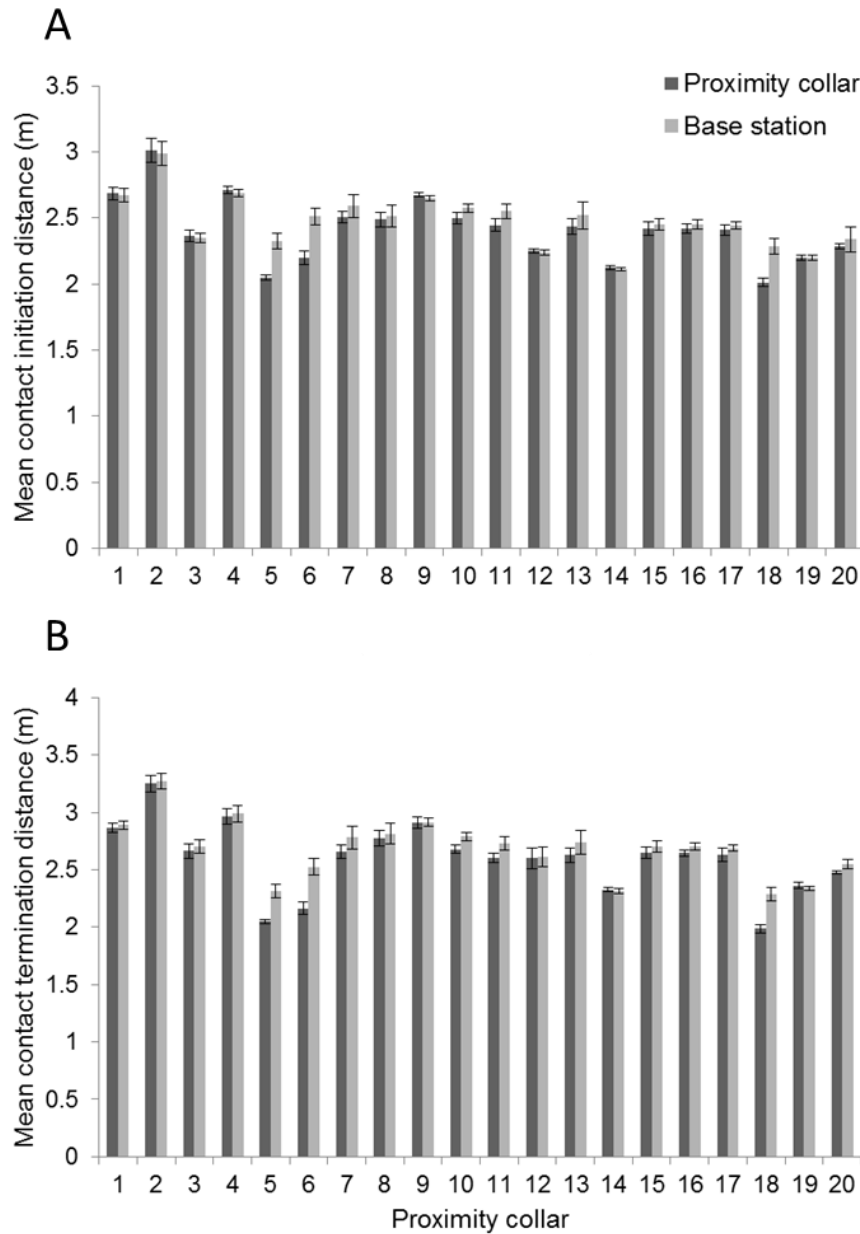 A
Mean contact initiation distance (m)
3.5
3
2.5
2
1.5
1
0.5
0
Proximity collar
Base station
1 2 3 4 5 6 7 8 9 10 11 12 13 14 15 16 17 18 19 20
B
Mean contact termination distance (m)
4
3.5
3
2.5
2
1.5
1
0.5
0
1 2 3 4 5 6 7 8 9 10 11 12 13 14 15 16 17 18 19 20
Proximity collar